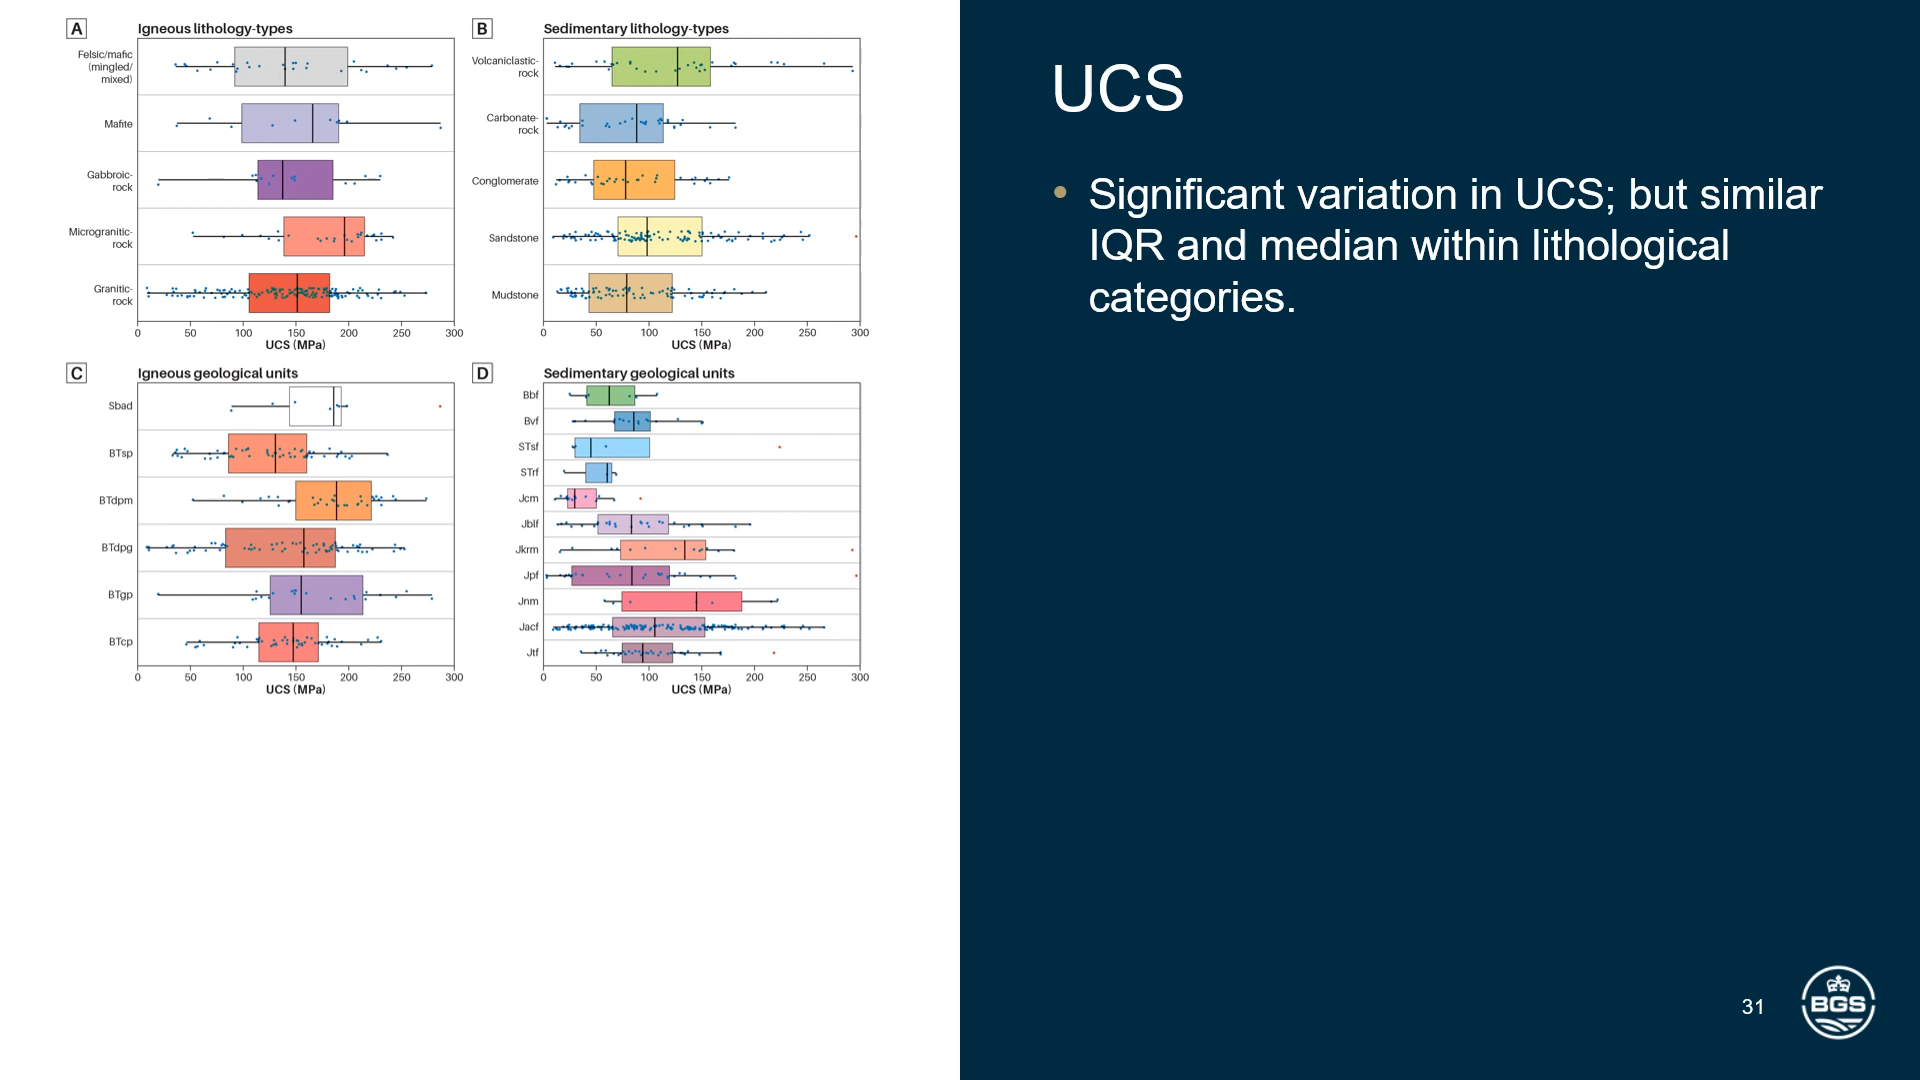 A Igneous lithology-types
Felsic/mafic
(mingled/
mixed)
Mafite
Gabbroic-
rock
Microgranitic-
rock
Granitic-
rock
0 50 100 150 200 250 300
UCS (MPa)
B Sedimentary lithology-types
Volcaniclastic-
rock
Carbonate-
rock
Conglomerate
Sandstone
Mudstone
0 50 100 150 200 250 300
UCS (MPa)
C Igneous geological units
Sbad
BTsp
BTdpm
BTdpg
BTgp
BTcp
0 50 100 150 200 250 300
UCS (MPa)
D Sedimentary geological units
Bbf
Bvf
STsf
STrf
Jcm
Jblf
Jkrm
Jpf
Jnm
Jacf
Jtf
0 50 100 150 200 250 300
UCS (MPa)
UCS
• Significant variation in UCS; but similar
IQR and median within lithological
categories.
31
BGS